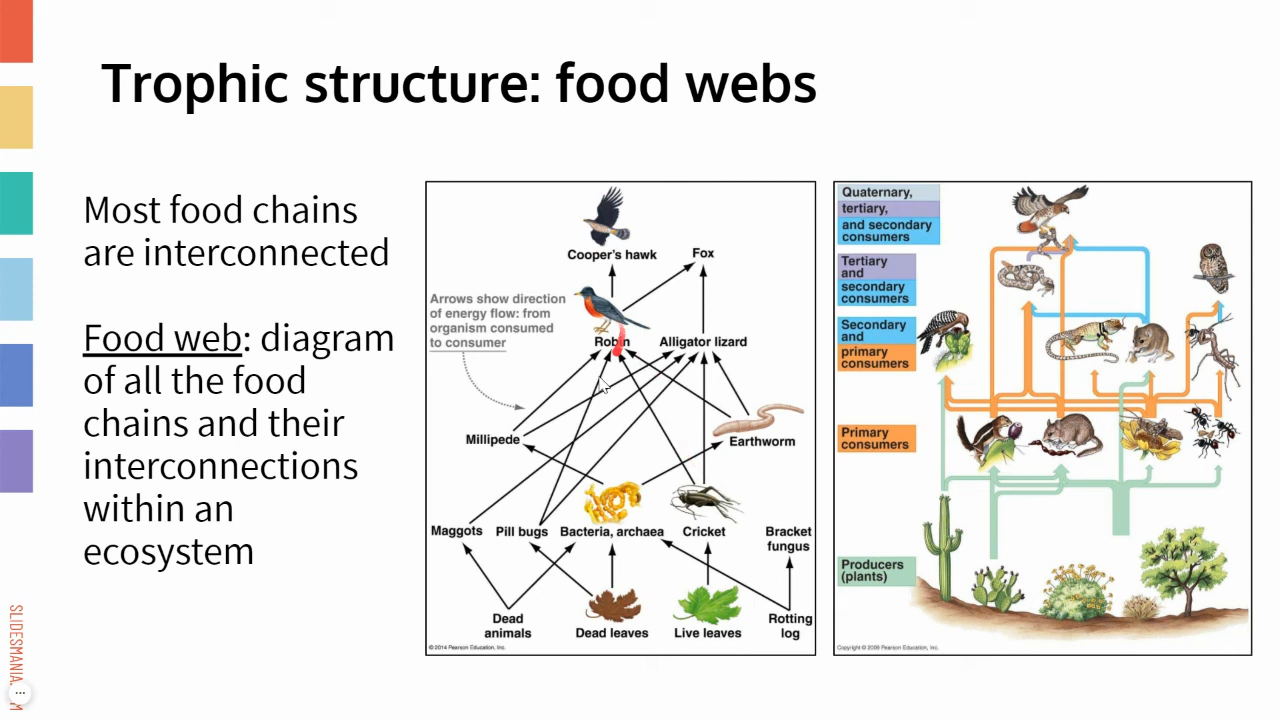 Trophic structure: food webs
Most food chains
are interconnected
Food web: diagram
of all the food
chains and their
interconnections
within an
ecosystem
Cooper's hawk
Fox
Arrows show direction
of energy flow: from
organism consumed
to consumer
Robin
Alligator lizard
Millipede
Earthworm
Maggots
Pill bugs
Bacteria, archaea
Cricket
Bracket
fungus
Dead
animals
Dead leaves
Live leaves
Rotting
log
© 2014 Pearson Education, Inc.
Quaternary,
tertiary,
and secondary
consumers
Tertiary
and
secondary
consumers
Secondary
and
primary
consumers
Primary
consumers
Producers
(plants)
Copyright © 2009 Pearson Education, Inc.